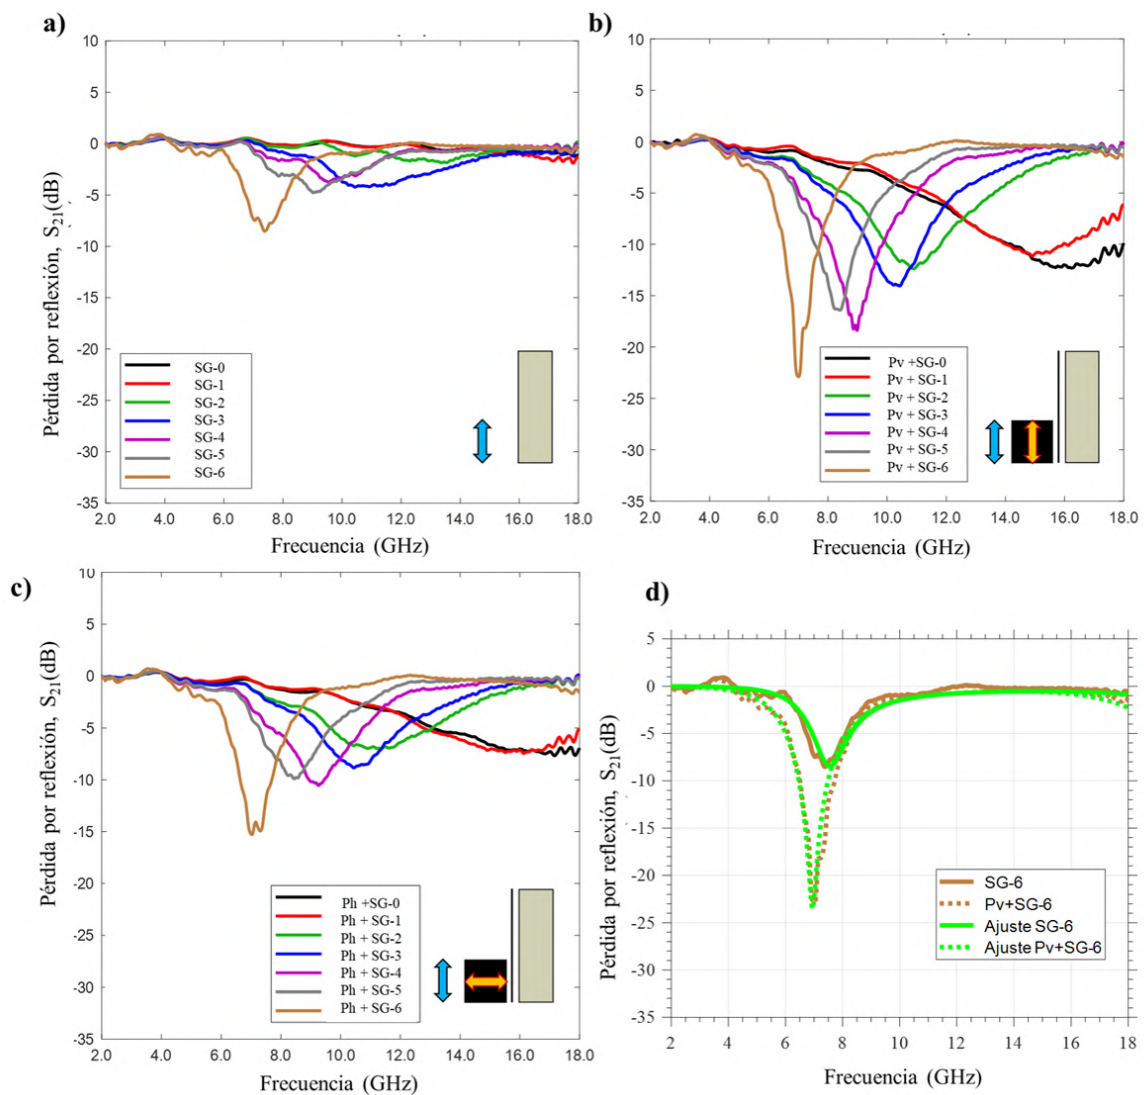 a)
10
5
0
-5
-10
-15
-20
-25
-30
-35
2.0 4.0 6.0 8.0 10.0 12.0 14.0 16.0 18.0
Pérdida por reflexión, S21(dB)
Frecuencia (GHz)
SG-0
SG-1
SG-2
SG-3
SG-4
SG-5
SG-6
b)
10
5
0
-5
-10
-15
-20
-25
-30
-35
2.0 4.0 6.0 8.0 10.0 12.0 14.0 16.0 18.0
Frecuencia (GHz)
Pv +SG-0
Pv + SG-1
Pv + SG-2
Pv + SG-3
Pv + SG-4
Pv + SG-5
Pv + SG-6
c)
10
5
0
-5
-10
-15
-20
-25
-30
-35
2.0 4.0 6.0 8.0 10.0 12.0 14.0 16.0 18.0
Pérdida por reflexión, S21(dB)
Frecuencia (GHz)
Ph +SG-0
Ph + SG-1
Ph + SG-2
Ph + SG-3
Ph + SG-4
Ph + SG-5
Ph + SG-6
d)
5
0
-5
-10
-15
-20
-25
-30
-35
2 4 6 8 10 12 14 16 18
Pérdida por reflexión, S21(dB)
Frecuencia (GHz)
SG-6
Pv+SG-6
Ajuste SG-6
Ajuste Pv+SG-6